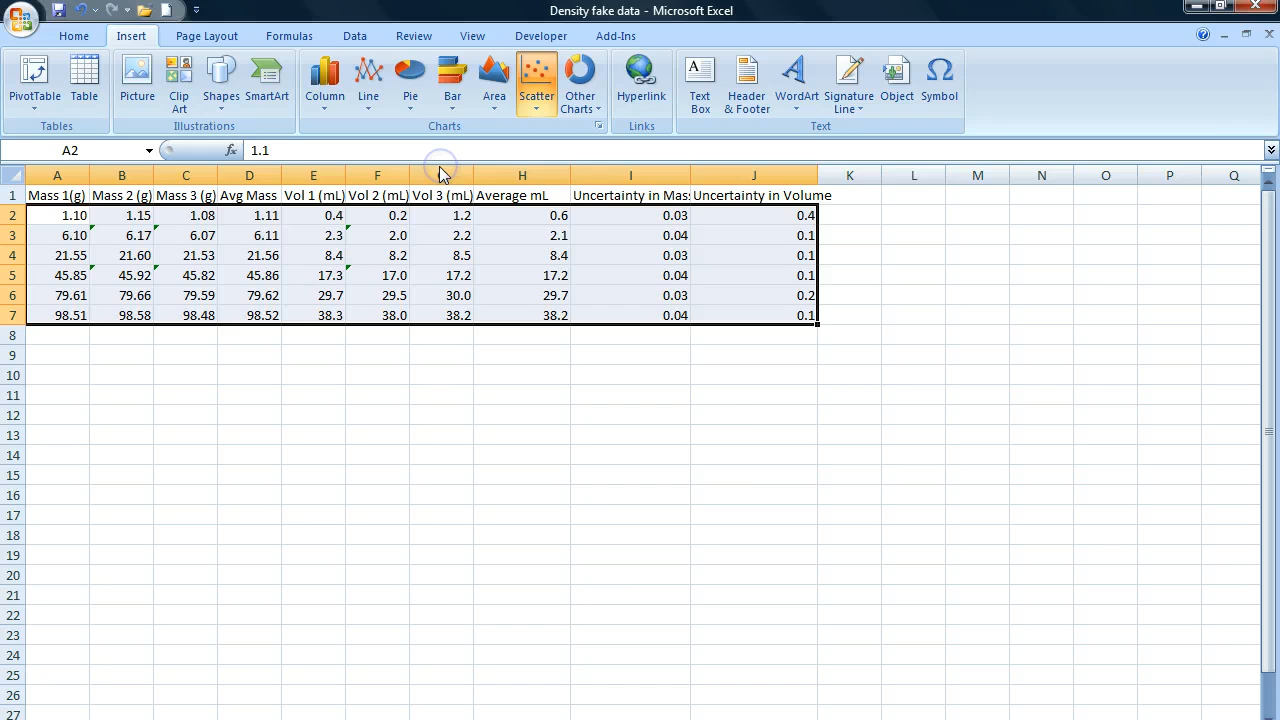 Density fake data - Microsoft Excel
Home Insert Page Layout Formulas Data Review View Developer Add-Ins
PivotTable Table Picture Clip Art Shapes SmartArt Column Line Pie Bar Area Scatter Other Charts Hyperlink Text Box Header & Footer WordArt Signature Line Object Symbol
Tables Illustrations Charts Links Text
A2 fx 1.1
A B C D E F G H I J K L M N O P Q
1 Mass 1(g) Mass 2 (g) Mass 3 (g) Avg Mass Vol 1 (mL) Vol 2 (mL) Vol 3 (mL) Average mL Uncertainty in Mas Uncertainty in Volume
2 1.10 1.15 1.08 1.11 0.4 0.2 1.2 0.6 0.03 0.4
3 6.10 6.17 6.07 6.11 2.3 2.0 2.2 2.1 0.04 0.1
4 21.55 21.60 21.53 21.56 8.4 8.2 8.5 8.4 0.03 0.1
5 45.85 45.92 45.82 45.86 17.3 17.0 17.2 17.2 0.04 0.1
6 79.61 79.66 79.59 79.62 29.7 29.5 30.0 29.7 0.03 0.2
7 98.51 98.58 98.48 98.52 38.3 38.0 38.2 38.2 0.04 0.1
8
9
10
11
12
13
14
15
16
17
18
19
20
21
22
23
24
25
26
27